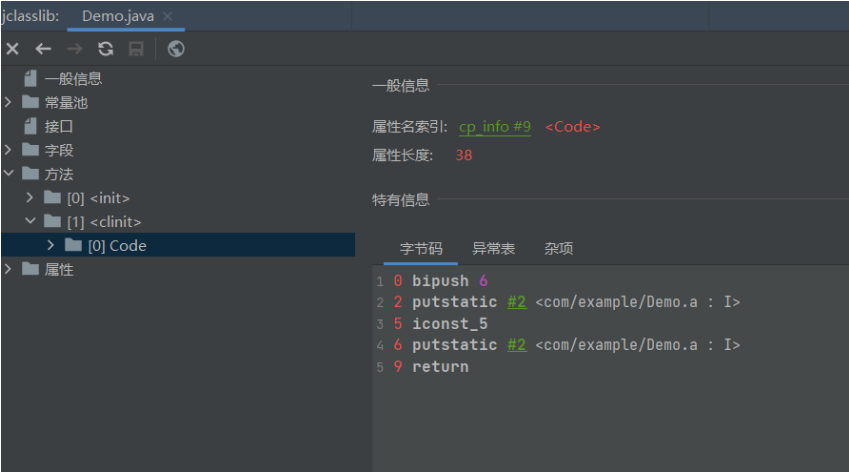 jclasslib: Demo.java ×
一般信息
常量池
接口
字段
方法
[0] <init>
[1] <clinit>
[0] Code
属性
一般信息
属性名索引: cp_info #9 <Code>
属性长度: 38
特有信息
字节码 异常表 杂项
1 0 bipush 6
2 2 putstatic #2 <com/example/Demo.a : I>
3 5 iconst_5
4 6 putstatic #2 <com/example/Demo.a : I>
5 9 return